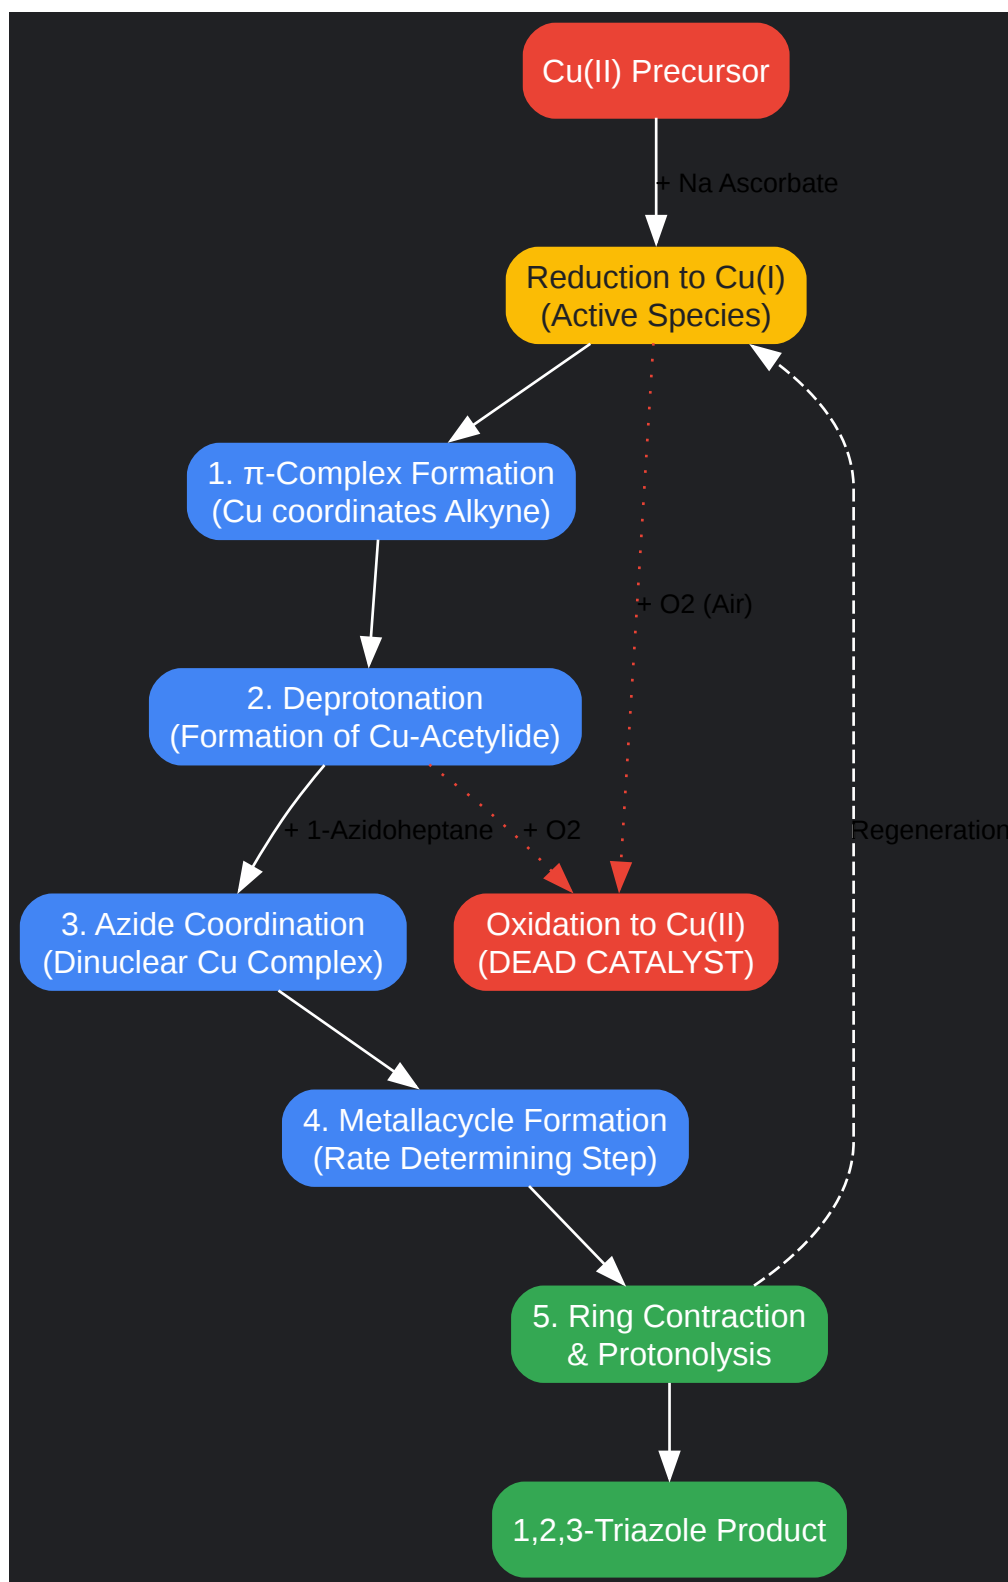 Cu(II) Precursor
+ Na Ascorbate
Reduction to Cu(I)
(Active Species)
1. π-Complex Formation
(Cu coordinates Alkyne)
+ O2 (Air)
2. Deprotonation
(Formation of Cu-Acetylide)
+ 1-Azidoheptane
+ O2
Regeneration
3. Azide Coordination
(Dinuclear Cu Complex)
Oxidation to Cu(II)
(DEAD CATALYST)
4. Metallacycle Formation
(Rate Determining Step)
5. Ring Contraction
& Protonolysis
1,2,3-Triazole Product